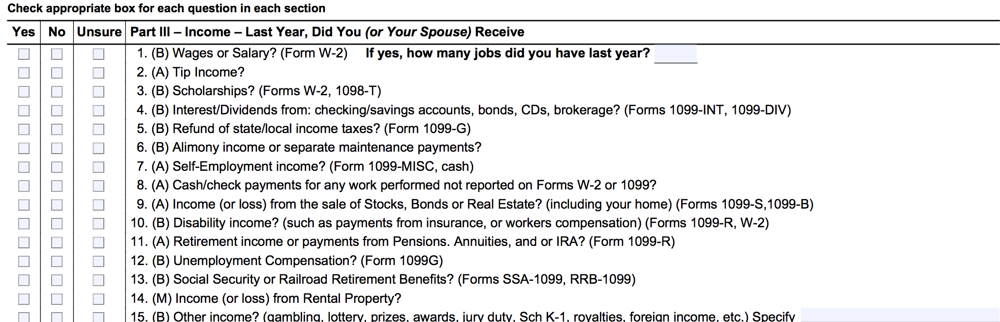 Check appropriate box for each question in each section
Yes No Unsure Part III – Income – Last Year, Did You (or Your Spouse) Receive
1. (B) Wages or Salary? (Form W-2) If yes, how many jobs did you have last year?
2. (A) Tip Income?
3. (B) Scholarships? (Forms W-2, 1098-T)
4. (B) Interest/Dividends from: checking/savings accounts, bonds, CDs, brokerage? (Forms 1099-INT, 1099-DIV)
5. (B) Refund of state/local income taxes? (Form 1099-G)
6. (B) Alimony income or separate maintenance payments?
7. (A) Self-Employment income? (Form 1099-MISC, cash)
8. (A) Cash/check payments for any work performed not reported on Forms W-2 or 1099?
9. (A) Income (or loss) from the sale of Stocks, Bonds or Real Estate? (including your home) (Forms 1099-S,1099-B)
10. (B) Disability income? (such as payments from insurance, or workers compensation) (Forms 1099-R, W-2)
11. (A) Retirement income or payments from Pensions. Annuities, and or IRA? (Form 1099-R)
12. (B) Unemployment Compensation? (Form 1099G)
13. (B) Social Security or Railroad Retirement Benefits? (Forms SSA-1099, RRB-1099)
14. (M) Income (or loss) from Rental Property?
15. (B) Other income? (gambling, lottery, prizes, awards, jury duty, Sch K-1, royalties, foreign income, etc.) Specify